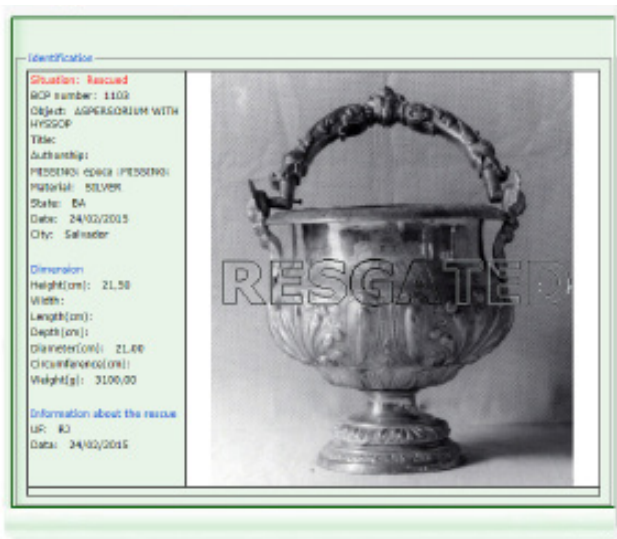 Identification
Situation: Rescued
BCP number: 1103
Object: ASPERSORIUM WITH
HYSSOP
Title:
Authorship:
MISSING: epoca :MISSING:
Material: SILVER
State: BA
Date: 24/02/2015
City: Salvador
Dimension
Height(cm): 21,50
Width:
Length(cm):
Depth(cm):
Diameter(cm): 21,00
Circumference(cm):
Weight(g): 3100,00
Information about the rescue
UF: RJ
Data: 24/02/2015
RESGATED